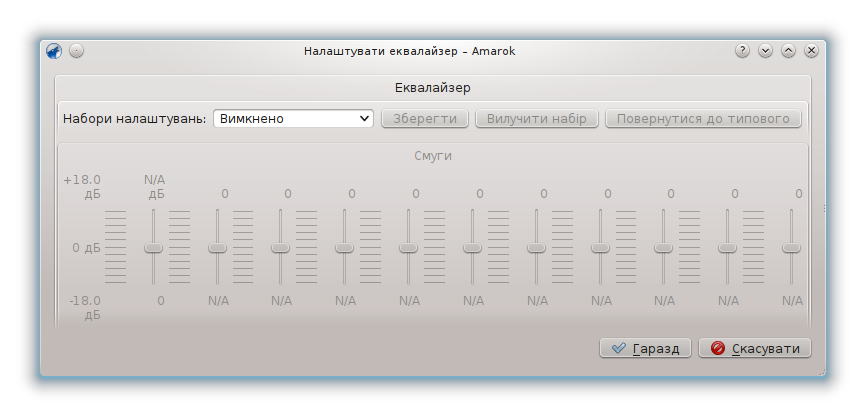 Налаштувати еквалайзер – Amarok
Еквалайзер
Набори налаштувань: Вимкнено Зберегти Вилучити набір Повернутися до типового
Смуги
+18.0 N/A
дБ дБ 0 0 0 0 0 0 0 0 0 0
0 дБ
-18.0 0 N/A N/A N/A N/A N/A N/A N/A N/A N/A N/A
дБ
Гаразд Скасувати